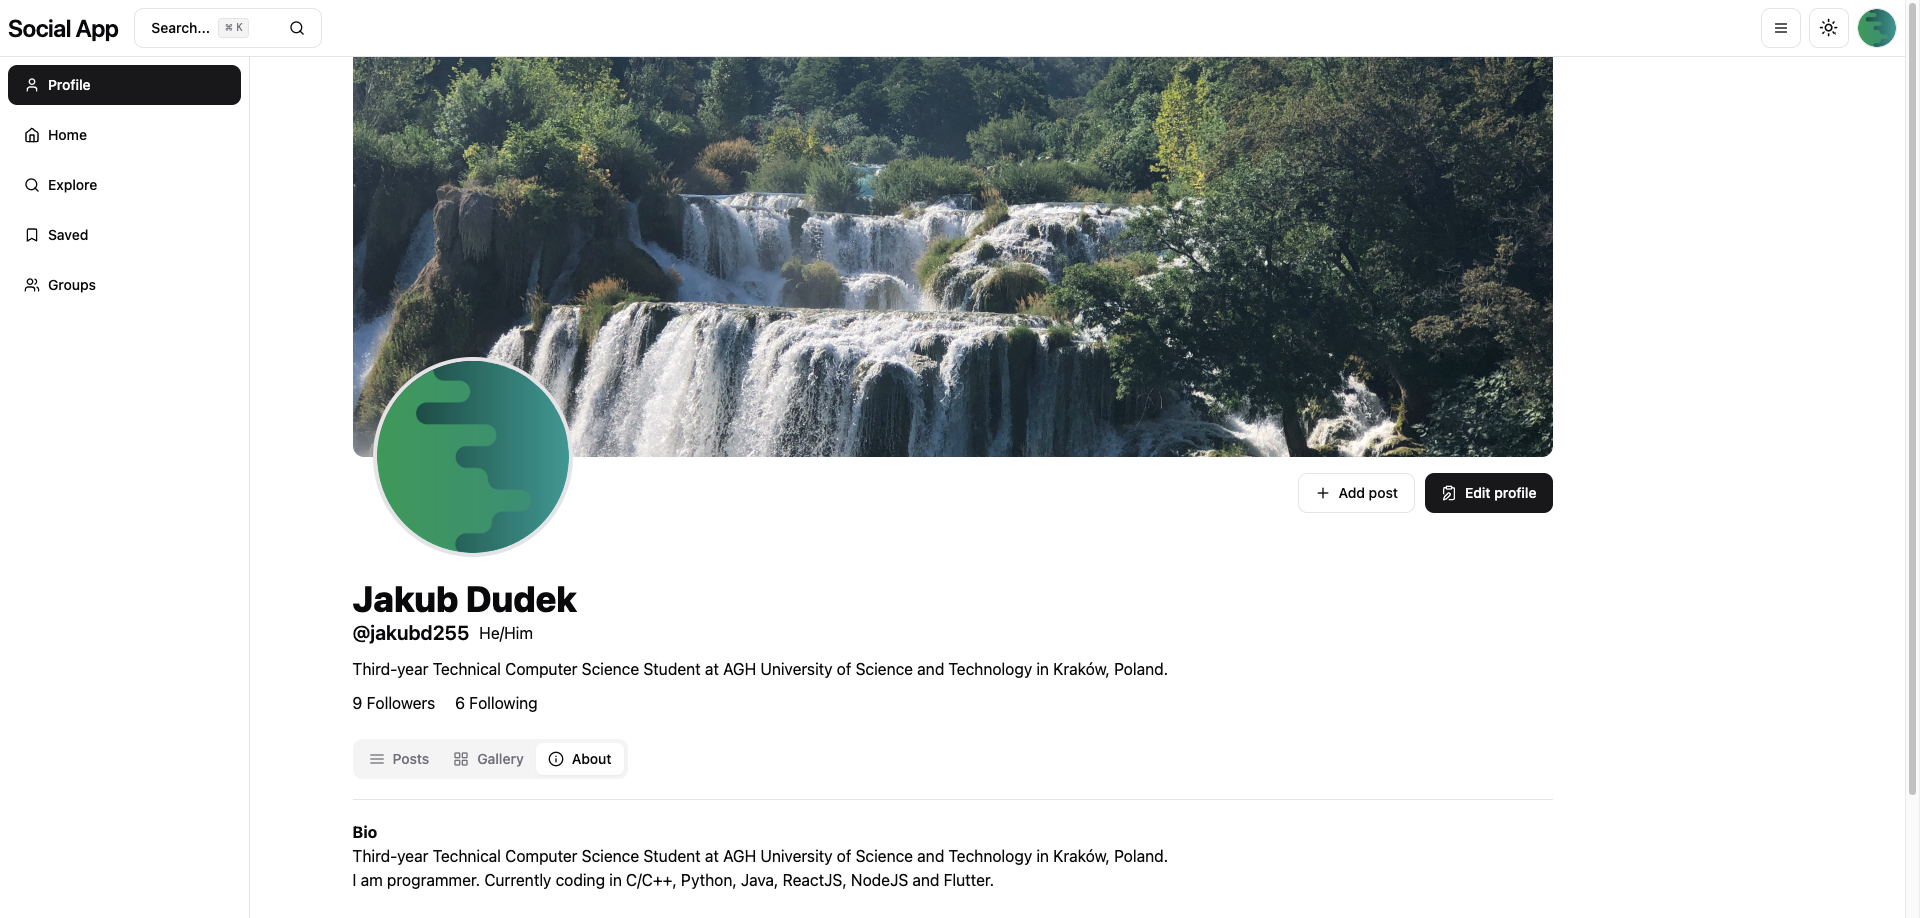 Social App
Search... ⌘ K
Profile
Home
Explore
Saved
Groups
Add post
Edit profile
Jakub Dudek
@jakubd255 He/Him
Third-year Technical Computer Science Student at AGH University of Science and Technology in Kraków, Poland.
9 Followers 6 Following
Posts Gallery About
Bio
Third-year Technical Computer Science Student at AGH University of Science and Technology in Kraków, Poland.
I am programmer. Currently coding in C/C++, Python, Java, ReactJS, NodeJS and Flutter.